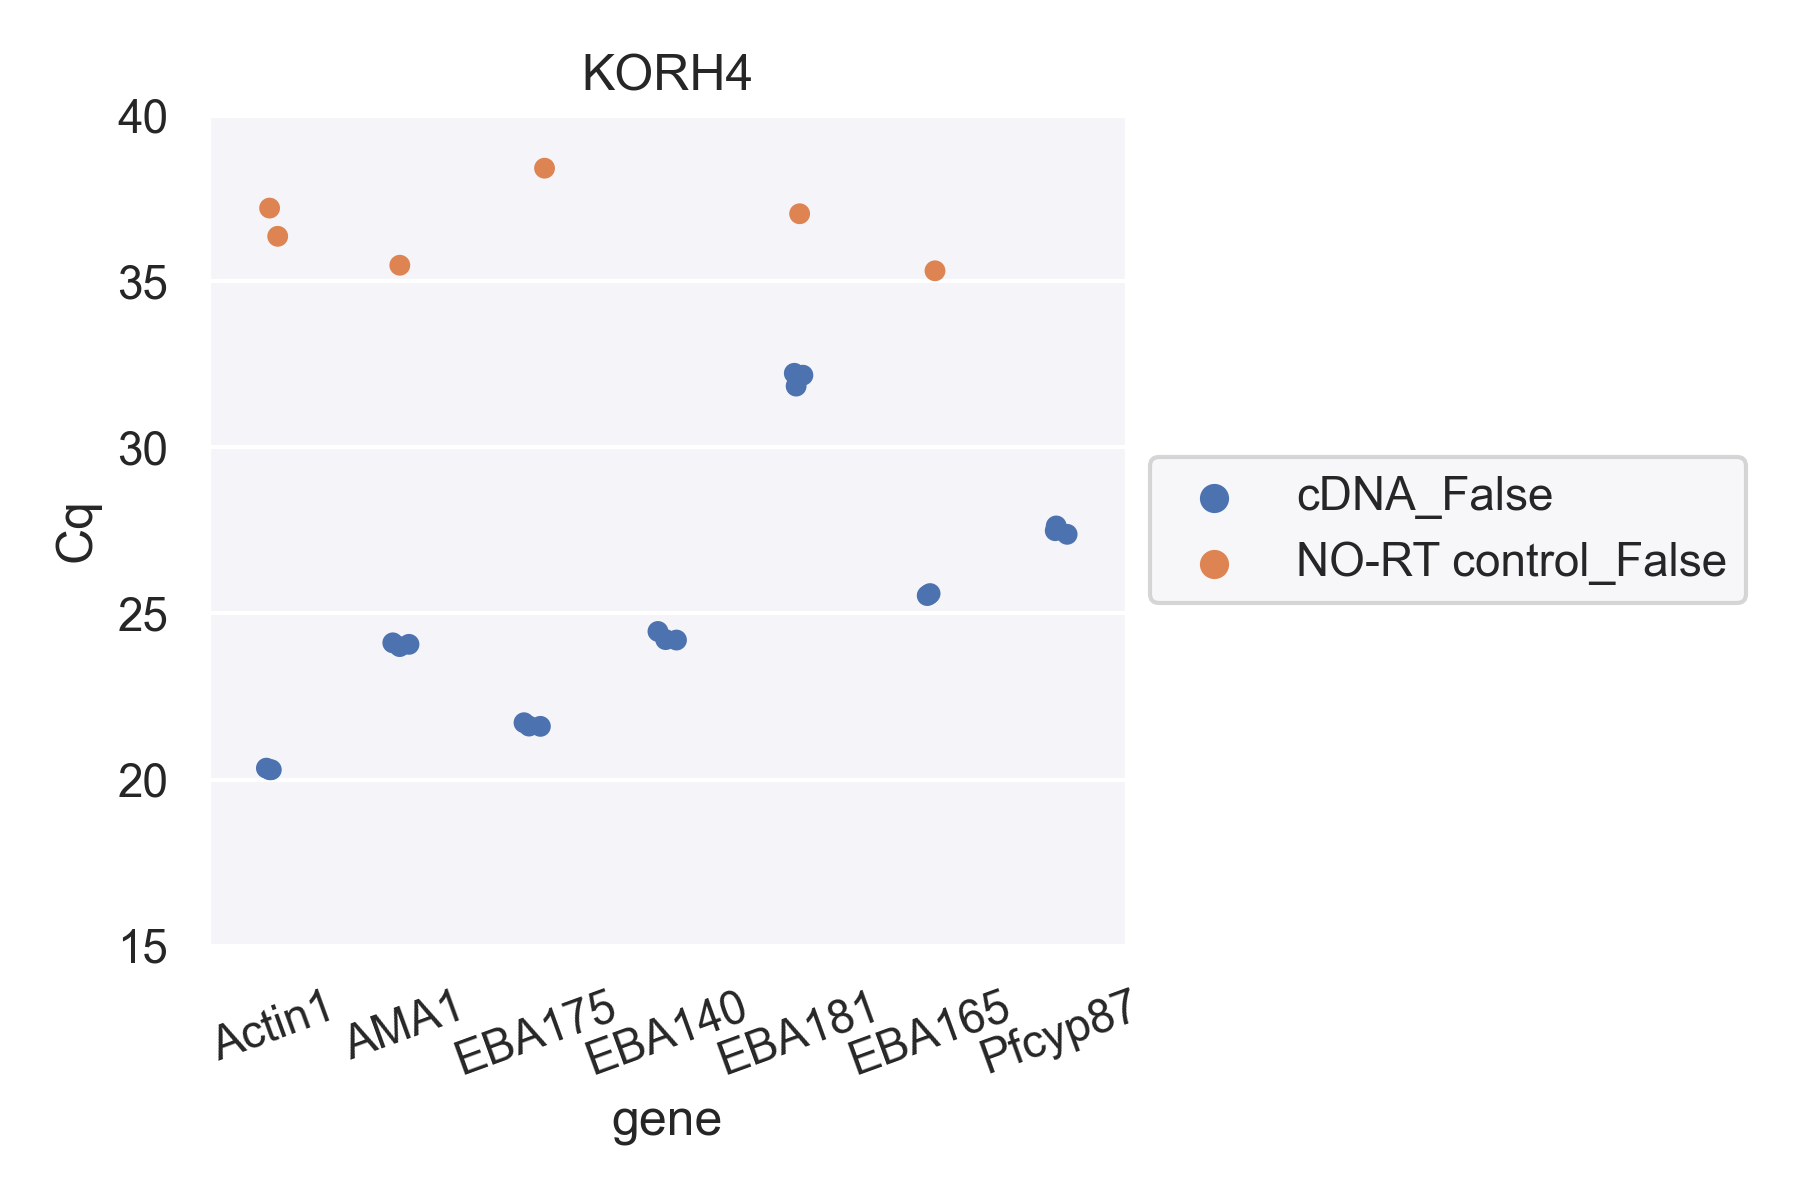 KORH4
40
35
30
25
20
15
Cq
Actin1
AMA1
EBA175
EBA140
EBA181
EBA165
Pfcyp87
gene
cDNA_False
NO-RT control_False